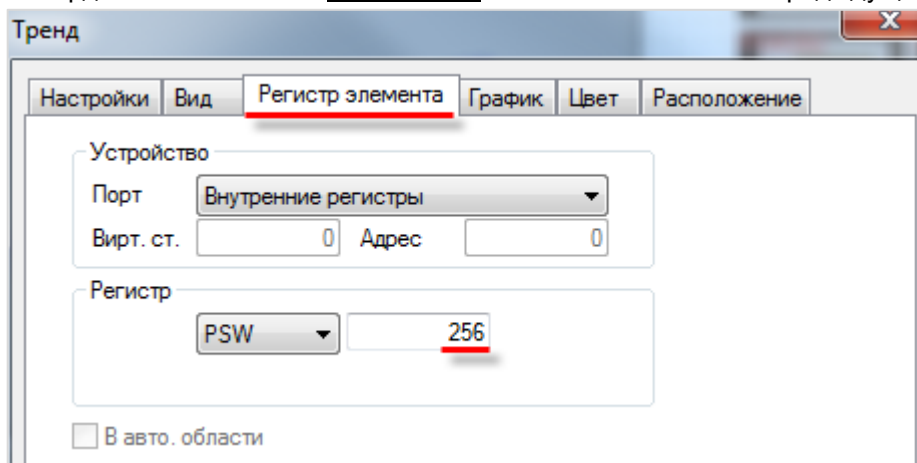 Тренд
Настройки Вид Регистр элемента График Цвет Расположение
Устройство
Порт Внутренние регистры
Вирт. ст. 0 Адрес 0
Регистр
PSW 256
В авто. области